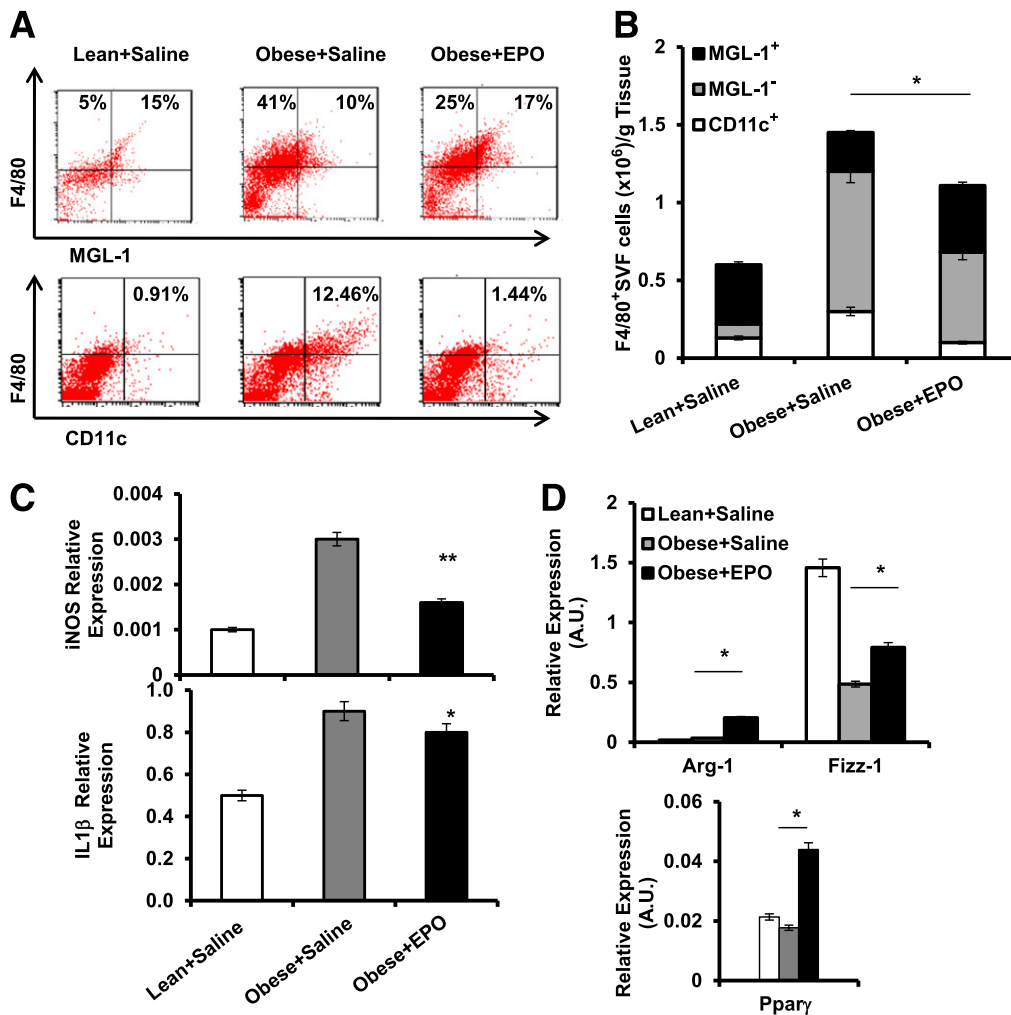 A
Lean+Saline
Obese+Saline
Obese+EPO
5%
15%
41%
10%
25%
17%
F4/80
MGL-1
0.91%
12.46%
1.44%
F4/80
CD11c
B
2
1.5
1
0.5
0
F4/80+SVF cells (x10⁶)/g Tissue
MGL-1⁺
MGL-1⁻
CD11c⁺
*
Lean+Saline
Obese+Saline
Obese+EPO
C
iNOS Relative
Expression
0.004
0.003
0.002
0.001
0
**
IL1β Relative
Expression
1.0
0.8
0.6
0.4
0.2
0.0
*
Lean+Saline
Obese+Saline
Obese+EPO
D
Relative Expression
(A.U.)
2
1.5
1
0.5
0
Lean+Saline
Obese+Saline
Obese+EPO
*
*
Arg-1
Fizz-1
Relative Expression
(A.U.)
0.06
0.04
0.02
0
*
Pparγ